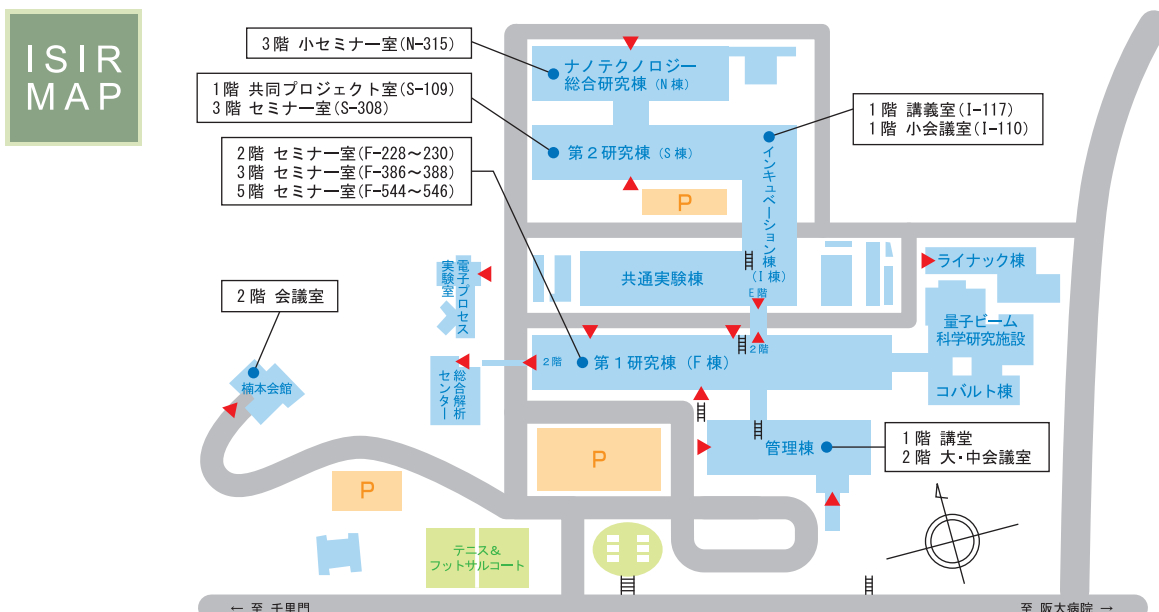 ISIR
MAP
3階 小セミナー室(N-315)
1階 共同プロジェクト室(S-109)
3階 セミナー室(S-308)
2階 セミナー室(F-228〜230)
3階 セミナー室(F-386〜388)
5階 セミナー室(F-544〜546)
2階 会議室
ナノテクノロジー
総合研究棟(N棟)
第2研究棟(S棟)
P
インキュベーション棟
(I棟)
1階 講義室(I-117)
1階 小会議室(I-110)
共通実験棟
E階
電子プロセス
実験室
ライナック棟
量子ビーム
科学研究施設
コバルト棟
2階
第1研究棟(F棟)
2階
総合解析
センター
楠本会館
管理棟
1階 講堂
2階 大・中会議室
P
P
テニス&
フットサルコート
← 至 千里門
至 阪大病院 →